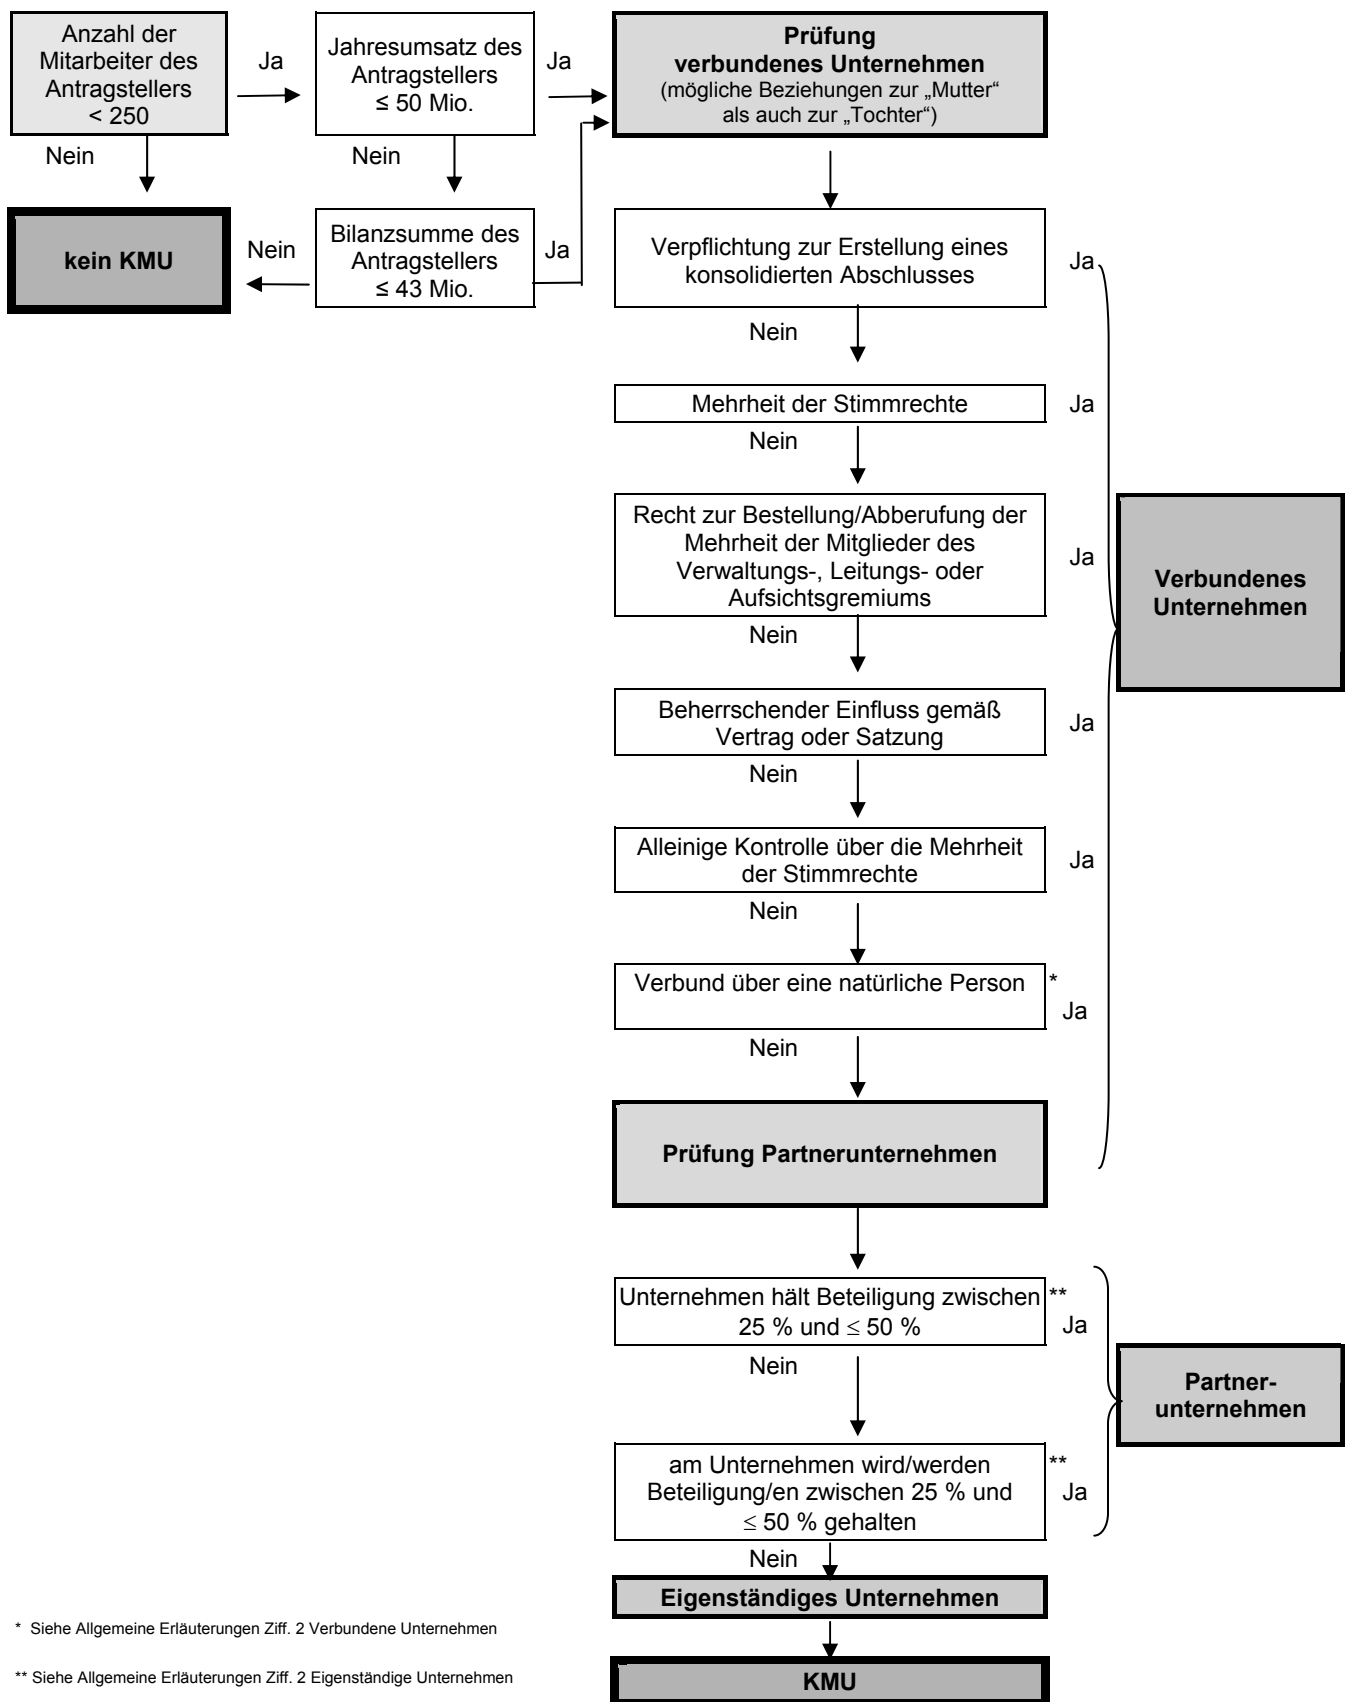 Anzahl der
Mitarbeiter des
Antragstellers
< 250
Ja
Jahresumsatz des
Antragstellers
≤ 50 Mio.
Ja
Prüfung
verbundenes Unternehmen
(mögliche Beziehungen zur „Mutter“
als auch zur „Tochter“)
Nein
Nein
kein KMU
Nein
Bilanzsumme des
Antragstellers
≤ 43 Mio.
Ja
Verpflichtung zur Erstellung eines
konsolidierten Abschlusses
Ja
Nein
Mehrheit der Stimmrechte
Ja
Nein
Recht zur Bestellung/Abberufung der
Mehrheit der Mitglieder des
Verwaltungs-, Leitungs- oder
Aufsichtsgremiums
Ja
Verbundenes
Unternehmen
Nein
Beherrschender Einfluss gemäß
Vertrag oder Satzung
Ja
Nein
Alleinige Kontrolle über die Mehrheit
der Stimmrechte
Ja
Nein
Verbund über eine natürliche Person
*
Ja
Nein
Prüfung Partnerunternehmen
Unternehmen hält Beteiligung zwischen
25 % und ≤ 50 %
**
Ja
Nein
Partner-
unternehmen
am Unternehmen wird/werden
Beteiligung/en zwischen 25 % und
≤ 50 % gehalten
**
Ja
Nein
Eigenständiges Unternehmen
* Siehe Allgemeine Erläuterungen Ziff. 2 Verbundene Unternehmen
** Siehe Allgemeine Erläuterungen Ziff. 2 Eigenständige Unternehmen
KMU